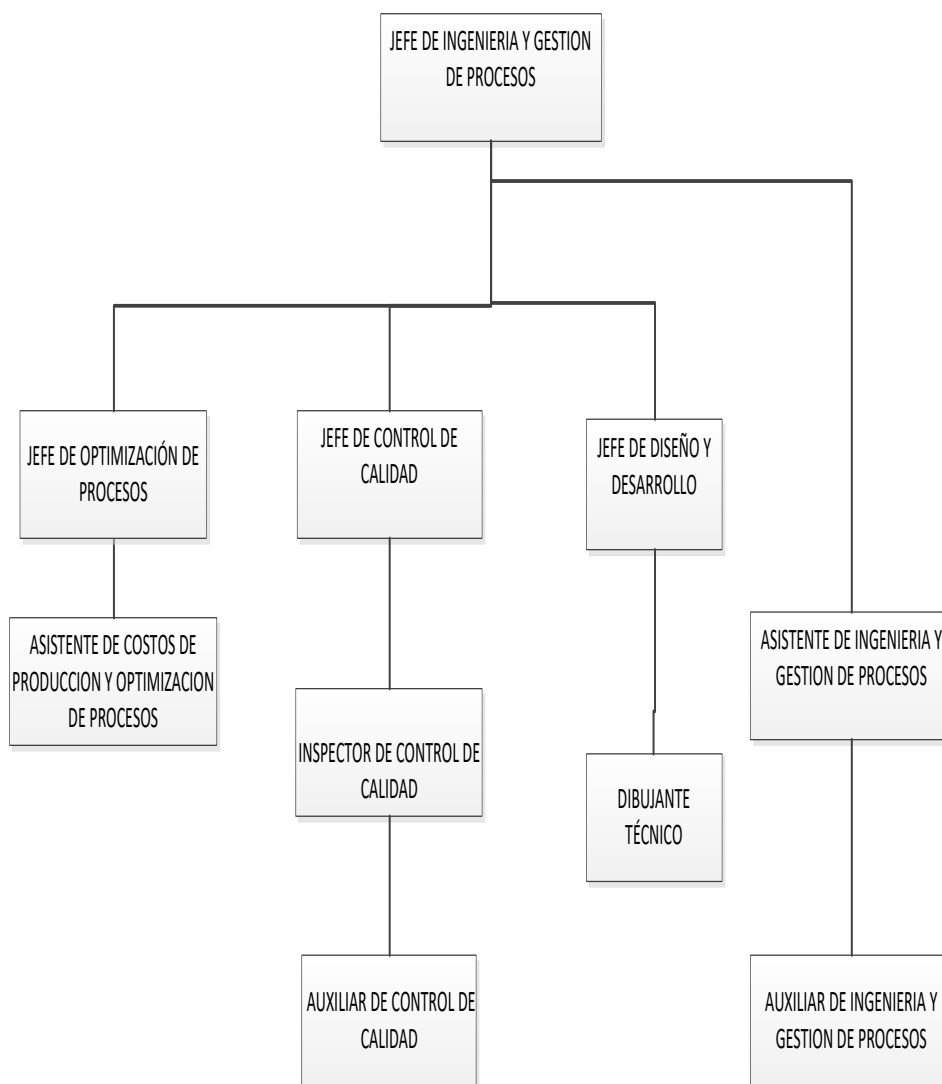 JEFE DE INGENIERIA Y GESTION
DE PROCESOS
JEFE DE OPTIMIZACIÓN DE
PROCESOS
JEFE DE CONTROL DE
CALIDAD
JEFE DE DISEÑO Y
DESARROLLO
ASISTENTE DE COSTOS DE
PRODUCCION Y OPTIMIZACION
DE PROCESOS
ASISTENTE DE INGENIERIA Y
GESTION DE PROCESOS
INSPECTOR DE CONTROL DE
CALIDAD
DIBUJANTE
TÉCNICO
AUXILIAR DE CONTROL DE
CALIDAD
AUXILIAR DE INGENIERIA Y
GESTION DE PROCESOS